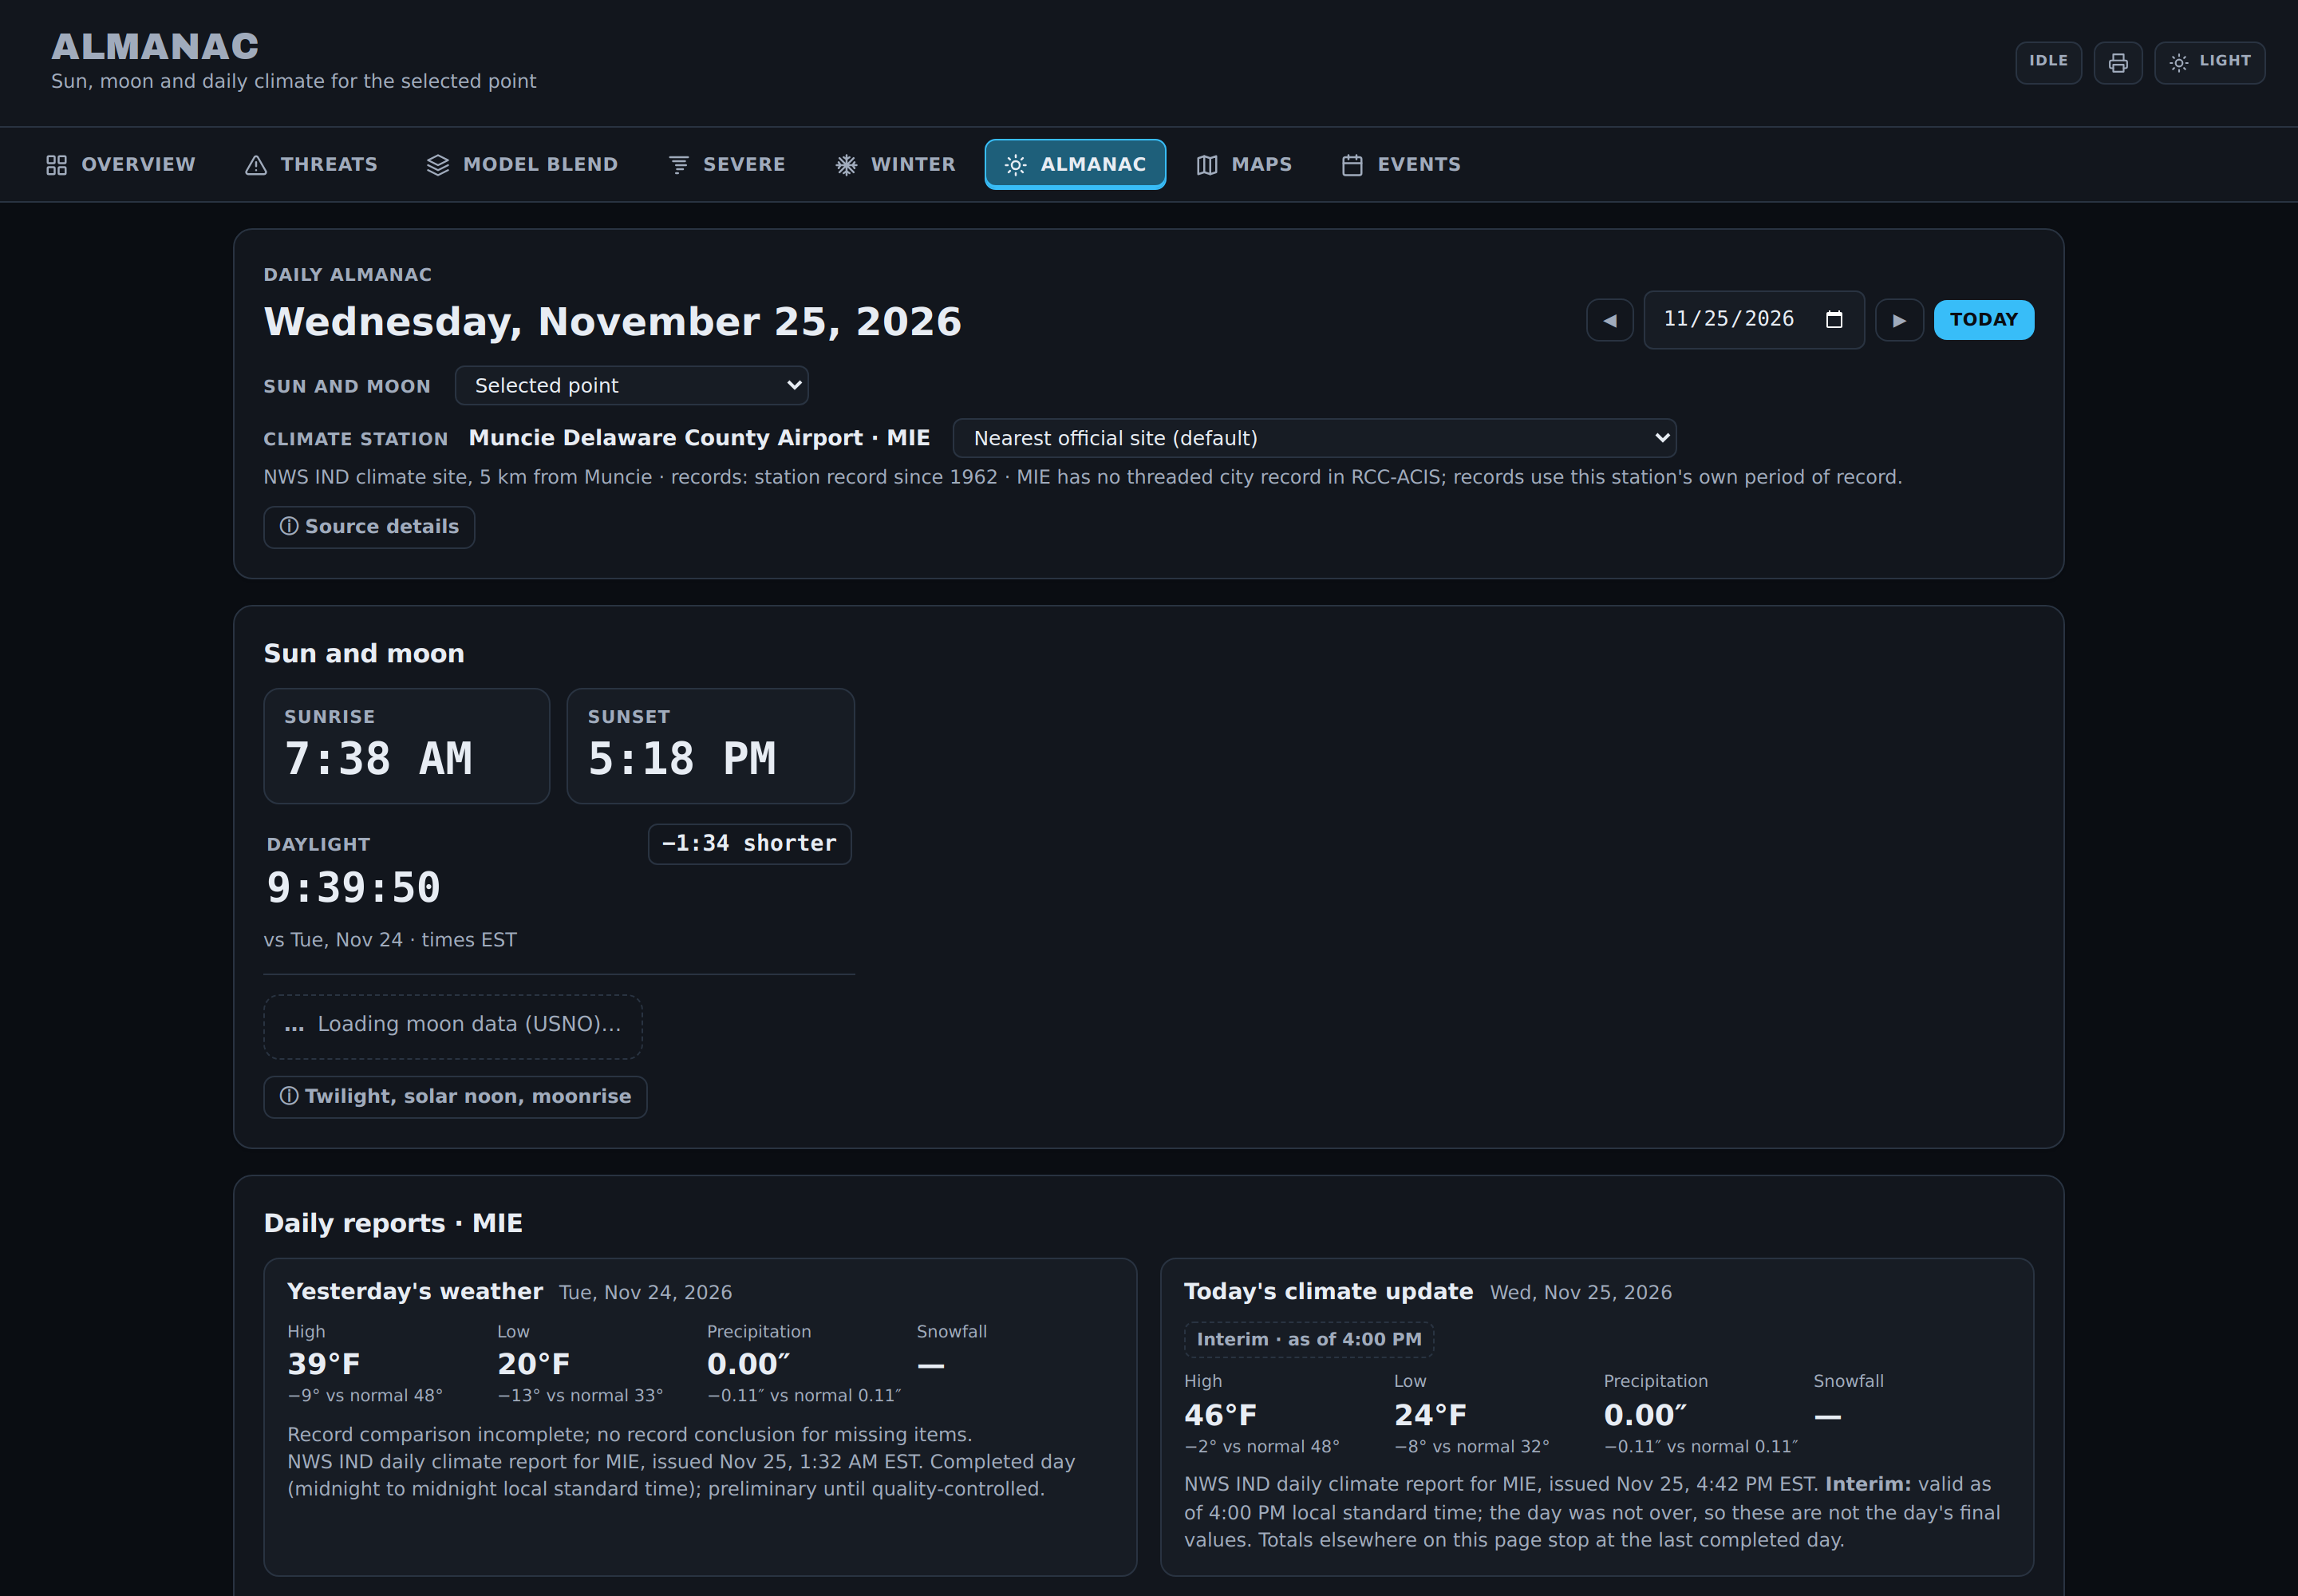 ALMANAC
Sun, moon and daily climate for the selected point
IDLE
LIGHT
OVERVIEW
THREATS
MODEL BLEND
SEVERE
WINTER
ALMANAC
MAPS
EVENTS
DAILY ALMANAC
Wednesday, November 25, 2026
◀
11/25/2026
▶
TODAY
SUN AND MOON
Selected point
CLIMATE STATION
Muncie Delaware County Airport · MIE
Nearest official site (default)
NWS IND climate site, 5 km from Muncie · records: station record since 1962 · MIE has no threaded city record in RCC-ACIS; records use this station's own period of record.
ⓘ Source details
Sun and moon
SUNRISE
7:38 AM
SUNSET
5:18 PM
DAYLIGHT
−1:34 shorter
9:39:50
vs Tue, Nov 24 · times EST
… Loading moon data (USNO)…
ⓘ Twilight, solar noon, moonrise
Daily reports · MIE
Yesterday's weather Tue, Nov 24, 2026
High
39°F
−9° vs normal 48°
Low
20°F
−13° vs normal 33°
Precipitation
0.00″
−0.11″ vs normal 0.11″
Snowfall
—
Record comparison incomplete; no record conclusion for missing items.
NWS IND daily climate report for MIE, issued Nov 25, 1:32 AM EST. Completed day
(midnight to midnight local standard time); preliminary until quality-controlled.
Today's climate update Wed, Nov 25, 2026
Interim · as of 4:00 PM
High
46°F
−2° vs normal 48°
Low
24°F
−8° vs normal 32°
Precipitation
0.00″
−0.11″ vs normal 0.11″
Snowfall
—
NWS IND daily climate report for MIE, issued Nov 25, 4:42 PM EST. Interim: valid as
of 4:00 PM local standard time; the day was not over, so these are not the day's final
values. Totals elsewhere on this page stop at the last completed day.